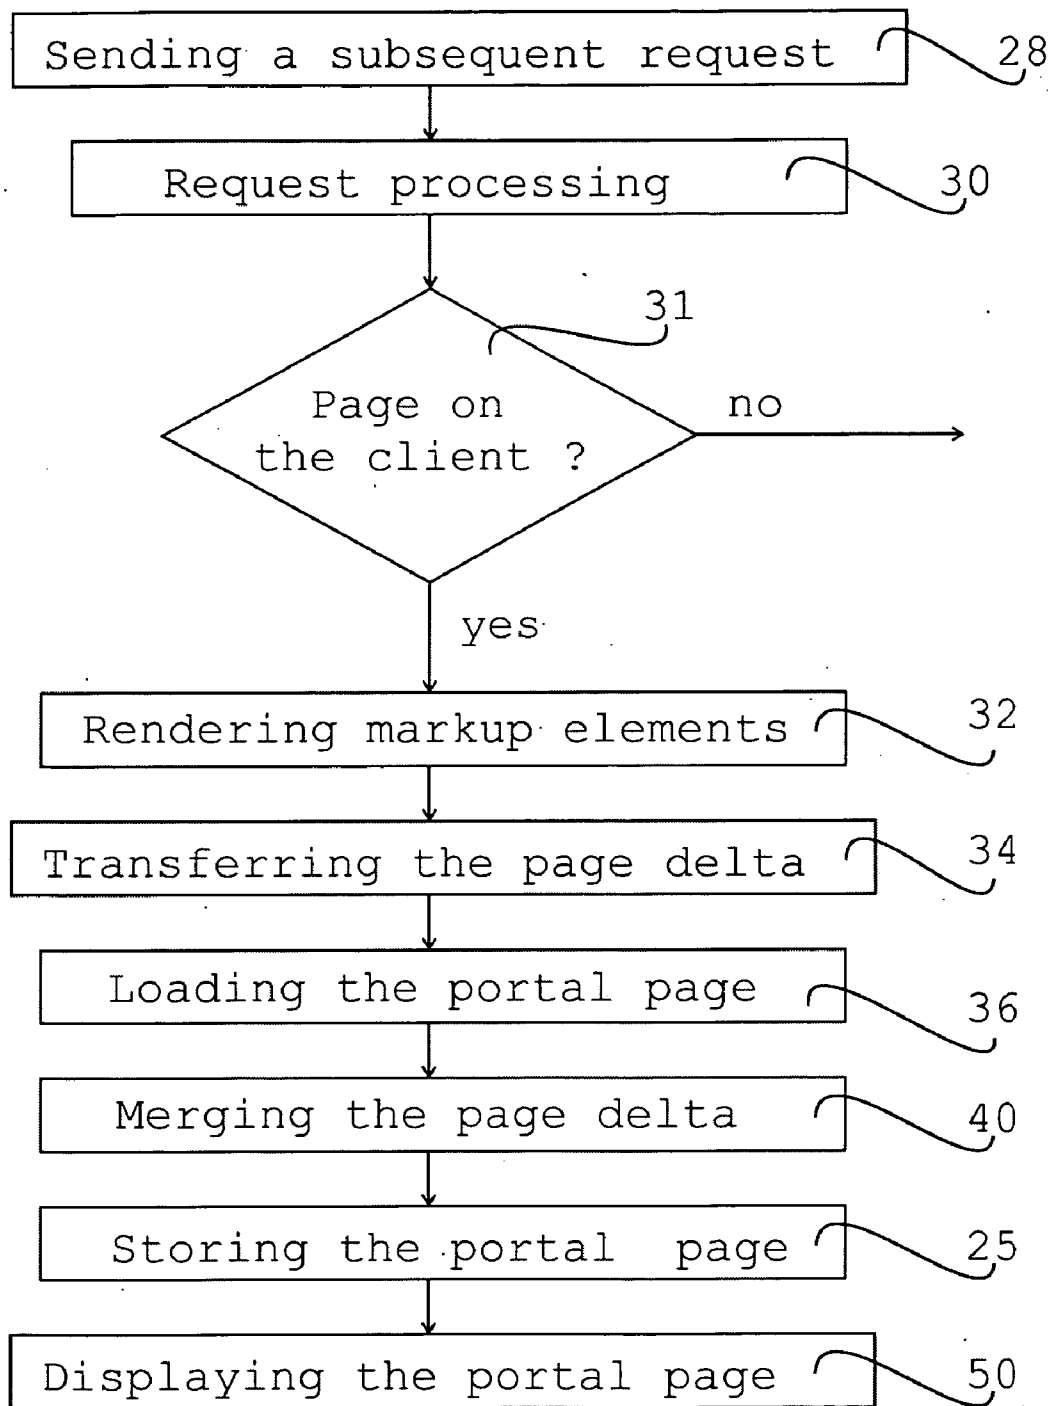 Sending a subsequent request
28
Request processing
30
31
Page on
the client ?
no
yes
Rendering markup elements
32
Transferring the page delta
34
Loading the portal page
36
Merging the page delta
40
Storing the portal page
25
Displaying the portal page
50